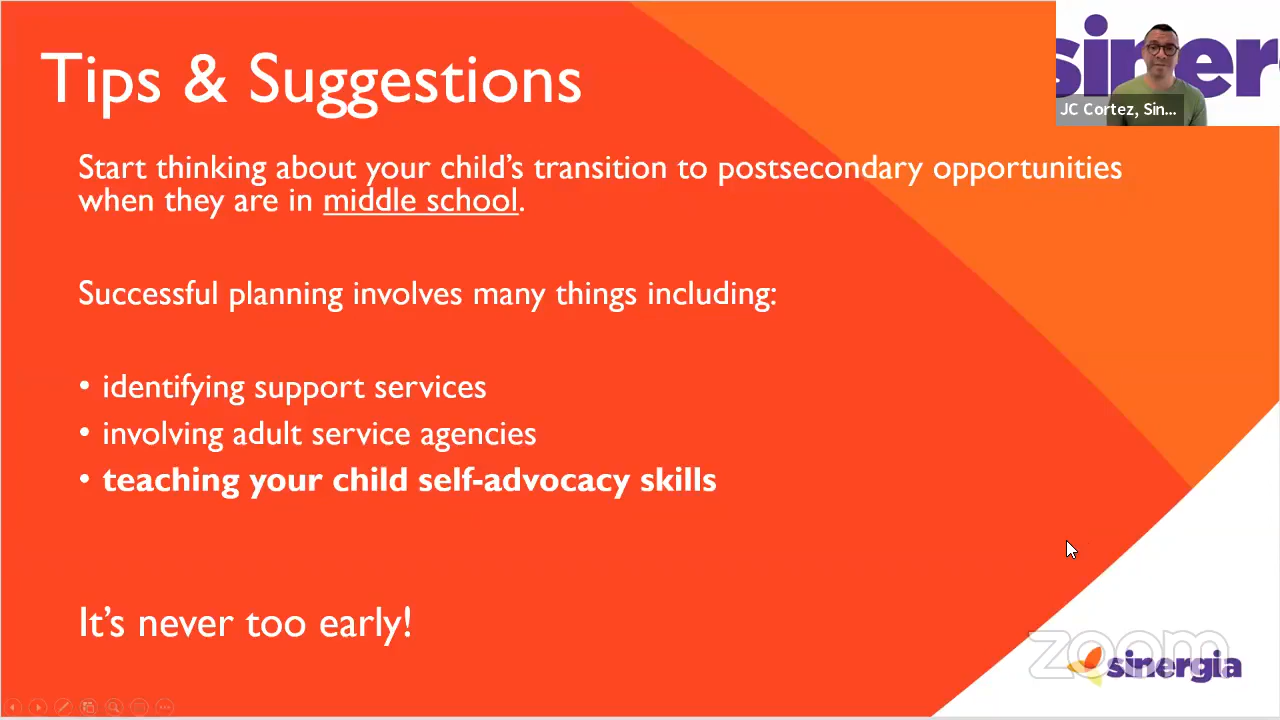 Tips & Suggestions
sinerg
JC Cortez, Sin...
Start thinking about your child's transition to postsecondary opportunities
when they are in middle school.
Successful planning involves many things including:
• identifying support services
• involving adult service agencies
• teaching your child self-advocacy skills
It's never too early!
zoom
sinergia